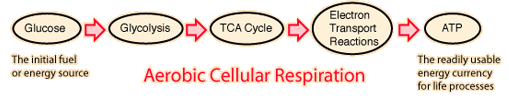 Glucose
Glycolysis
TCA Cycle
Electron
Transport
Reactions
ATP
The initial fuel
or energy source
Aerobic Cellular Respiration
The readily usable
energy currency
for life processes